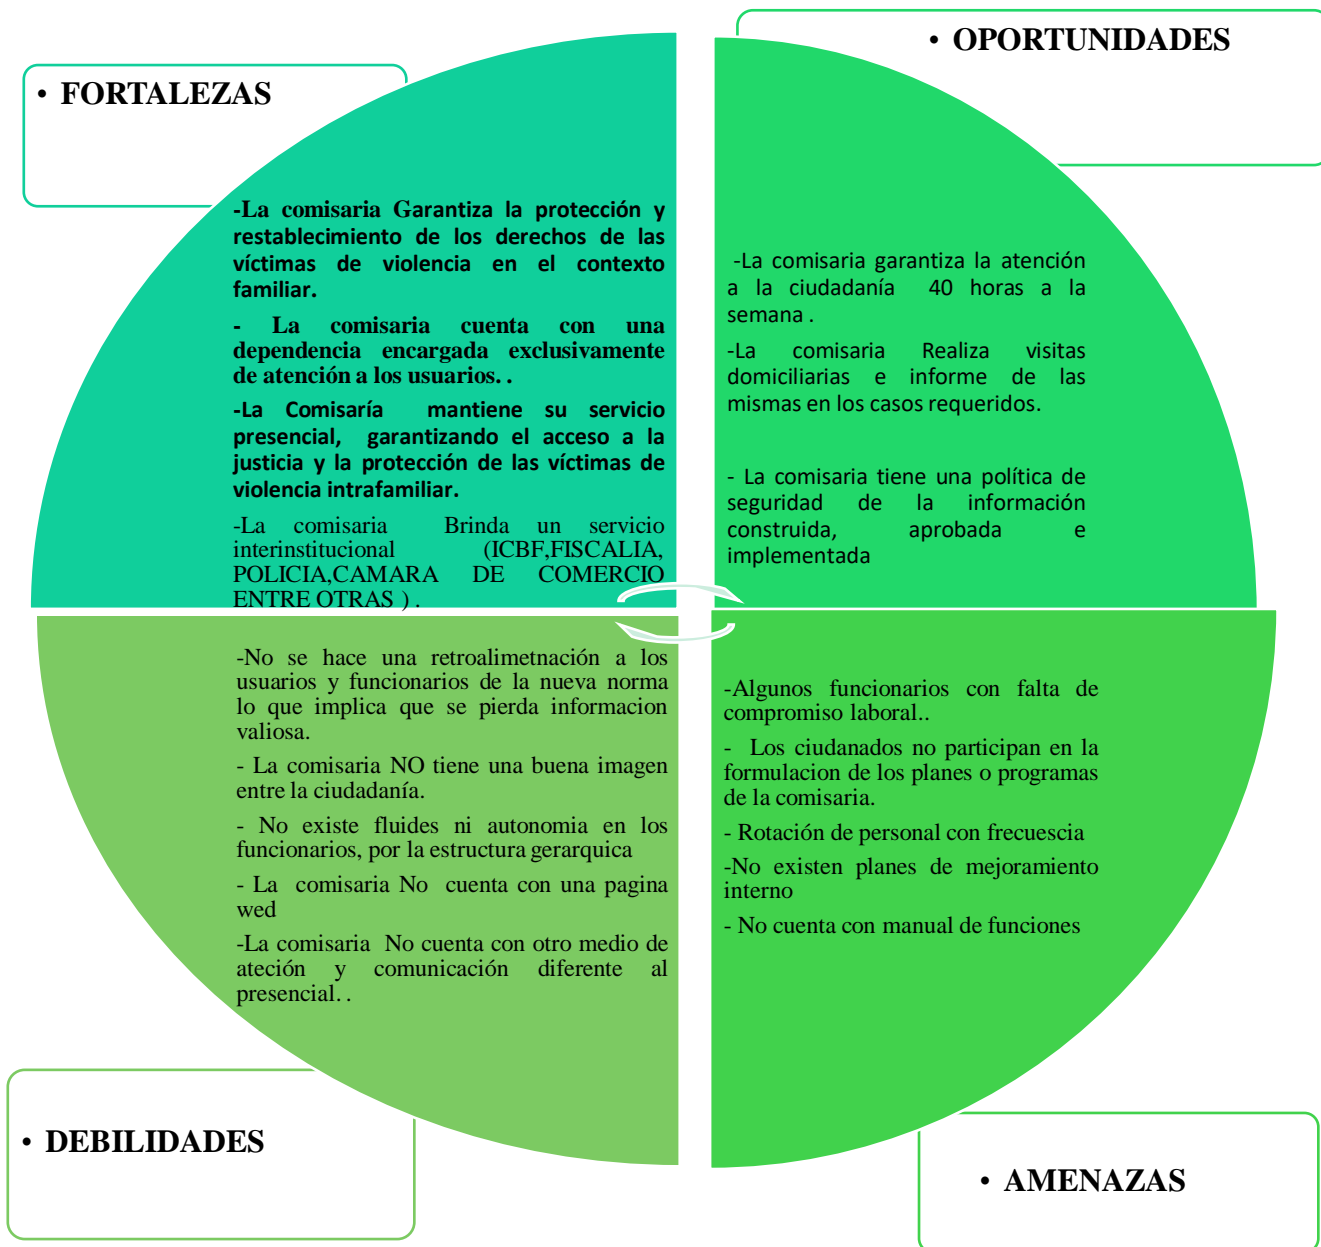 • FORTALEZAS
-La comisaria Garantiza la protección y
restablecimiento de los derechos de las
víctimas de violencia en el contexto
familiar.
- La comisaria cuenta con una
dependencia encargada exclusivamente
de atención a los usuarios. .
-La Comisaría mantiene su servicio
presencial, garantizando el acceso a la
justicia y la protección de las víctimas de
violencia intrafamiliar.
-La comisaria Brinda un servicio
interinstitucional (ICBF,FISCALIA,
POLICIA,CAMARA DE COMERCIO
ENTRE OTRAS ) .
• OPORTUNIDADES
-La comisaria garantiza la atención
a la ciudadanía 40 horas a la
semana .
-La comisaria Realiza visitas
domiciliarias e informe de las
mismas en los casos requeridos.
- La comisaria tiene una política de
seguridad de la información
construida, aprobada e
implementada
-No se hace una retroalimetnación a los
usuarios y funcionarios de la nueva norma
lo que implica que se pierda informacion
valiosa.
- La comisaria NO tiene una buena imagen
entre la ciudadanía.
- No existe fluides ni autonomia en los
funcionarios, por la estructura gerarquica
- La comisaria No cuenta con una pagina
wed
-La comisaria No cuenta con otro medio de
ateción y comunicación diferente al
presencial. .
• DEBILIDADES
-Algunos funcionarios con falta de
compromiso laboral..
- Los ciudanados no participan en la
formulacion de los planes o programas
de la comisaria.
- Rotación de personal con frecuescia
-No existen planes de mejoramiento
interno
- No cuenta con manual de funciones
• AMENAZAS